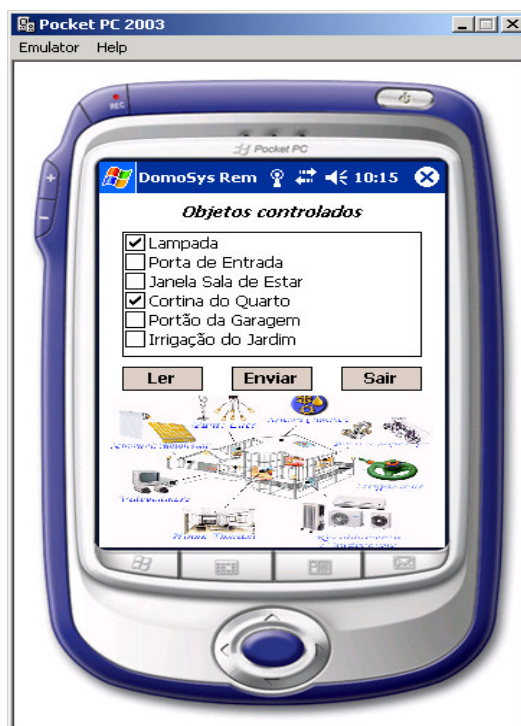 Pocket PC 2003
Emulator Help
REC
Pocket PC
DomoSys Rem 10:15
Objetos controlados
Lampada
Porta de Entrada
Janela Sala de Estar
Cortina do Quarto
Portão da Garagem
Irrigação do Jardim
Ler Enviar Sair